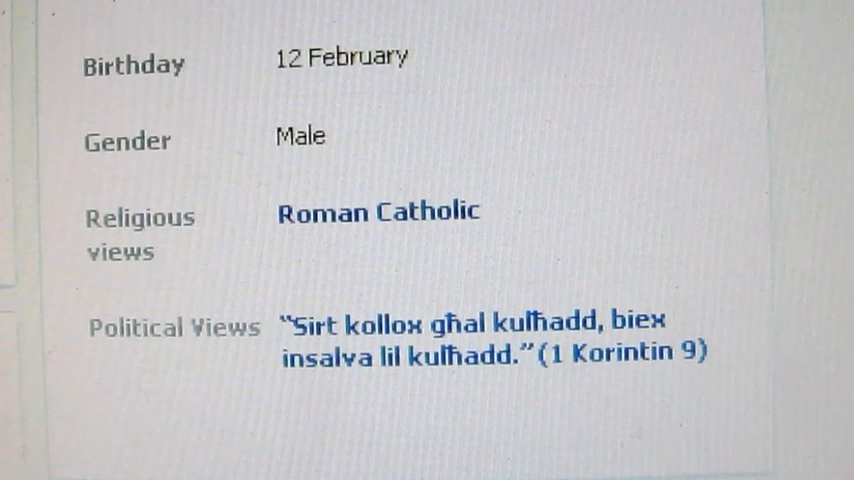 Birthday 12 February
Gender Male
Religious views Roman Catholic
Political Views "Sirt kollox għal kulħadd, biex
insalva lil kulħadd." (1 Korintin 9)